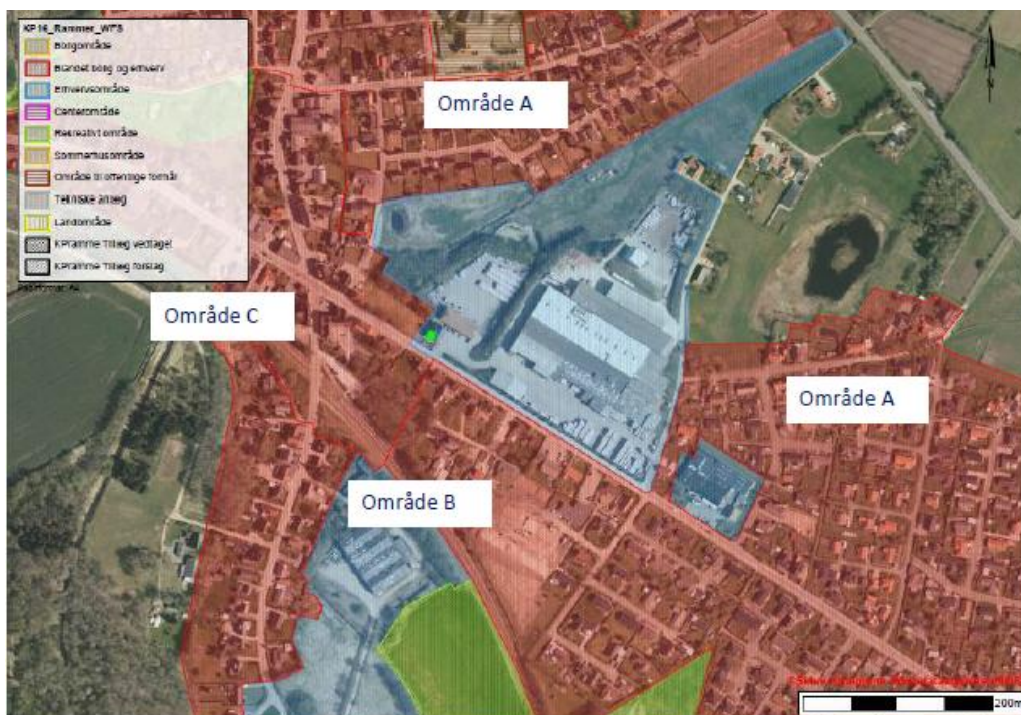 KP16_Rammer_WFS
Boligområde
Blandet bolig og erhverv
Erhvervsområde
Centerområde
Rekreativt område
Sommerhusområde
Område til offentlige formål
Tekniske anlæg
Landområde
KPramme Tillæg vedtaget
KPramme Tillæg forslag
Område A
Område C
Område A
Område B
200m